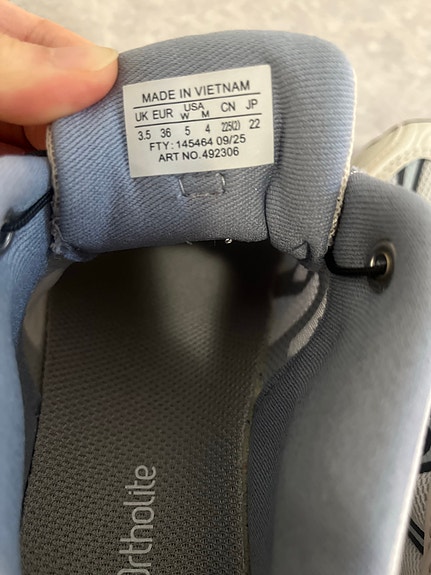 MADE IN VIETNAM
UK EUR USA W USA M CN JP
3.5 36 5 4 225(2) 22
FTY: 145464 09/25
ART NO. 492306
Ortholite